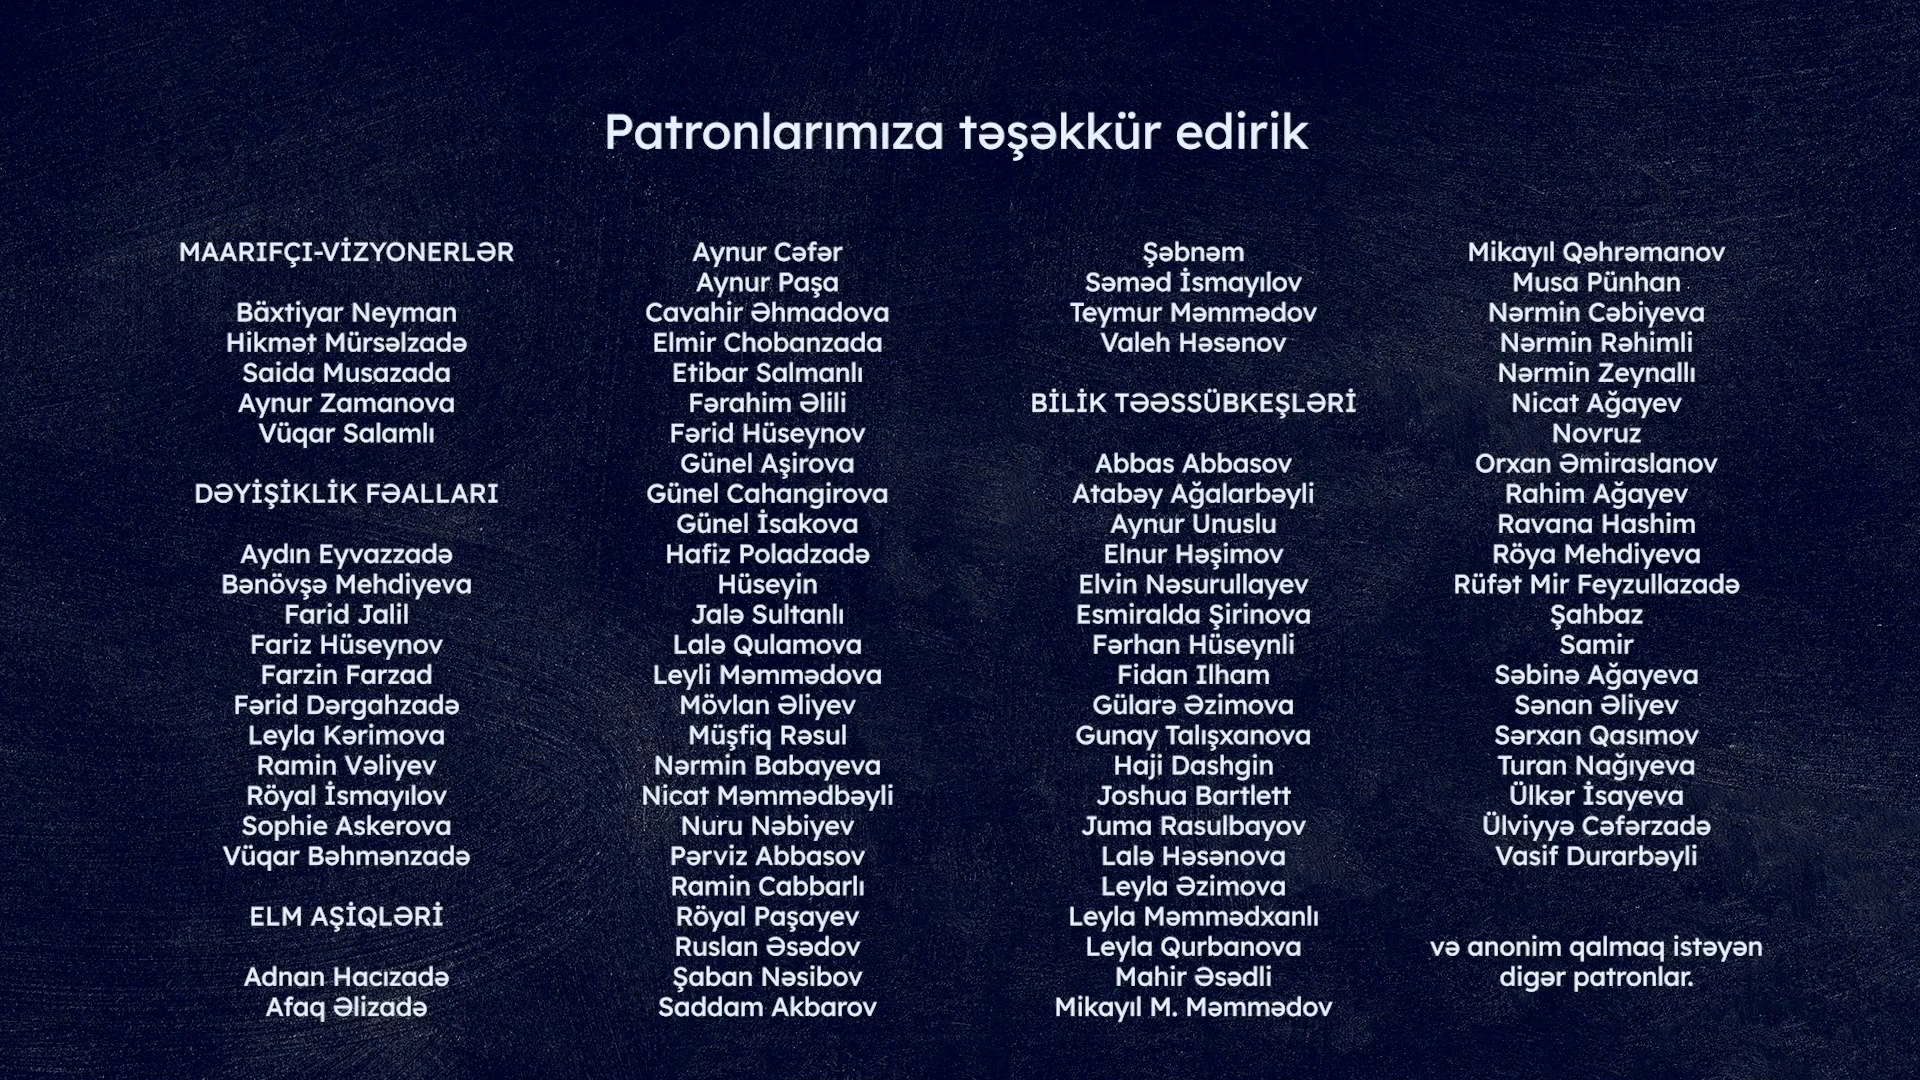 Patronlarımıza təşəkkür edirik
MAARIFÇI-VİZYONERLƏR
Bäxtiyar Neyman
Hikmət Mürsəlzadə
Saida Musazada
Aynur Zamanova
Vüqar Salamlı
DƏYİŞİKLİK FƏALLARI
Aydın Eyvazzadə
Bənövşə Mehdiyeva
Farid Jalil
Fariz Hüseynov
Farzin Farzad
Fərid Dərgahzadə
Leyla Kərimova
Ramin Vəliyev
Röyal İsmayılov
Sophie Askerova
Vüqar Bəhmənzadə
ELM AŞİQLƏRİ
Adnan Hacızadə
Afaq Əlizadə
Aynur Cəfər
Aynur Paşa
Cavahir Əhmadova
Elmir Chobanzada
Etibar Salmanlı
Fərahim Əlili
Fərid Hüseynov
Günel Aşirova
Günel Cahangirova
Günel İsakova
Hafiz Poladzadə
Hüseyin
Jalə Sultanlı
Lalə Qulamova
Leyli Məmmədova
Mövlan Əliyev
Müşfiq Rəsul
Nərmin Babayeva
Nicat Məmmədbəyli
Nuru Nəbiyev
Pərviz Abbasov
Ramin Cabbarlı
Röyal Paşayev
Ruslan Əsədov
Şaban Nəsibov
Saddam Akbarov
Şəbnəm
Səməd İsmayılov
Teymur Məmmədov
Valeh Həsənov
BİLİK TƏƏSSÜBKEŞLƏRİ
Abbas Abbasov
Atabəy Ağalarbəyli
Aynur Unuslu
Elnur Həşimov
Elvin Nəsurullayev
Esmiralda Şirinova
Fərhan Hüseynli
Fidan Ilham
Gülarə Əzimova
Gunay Talışxanova
Haji Dashgin
Joshua Bartlett
Juma Rasulbayov
Lalə Həsənova
Leyla Əzimova
Leyla Məmmədxanlı
Leyla Qurbanova
Mahir Əsədli
Mikayıl M. Məmmədov
Mikayıl Qəhrəmanov
Musa Pünhan
Nərmin Cəbiyeva
Nərmin Rəhimli
Nərmin Zeynallı
Nicat Ağayev
Novruz
Orxan Əmiraslanov
Rahim Ağayev
Ravana Hashim
Röya Mehdiyeva
Rüfət Mir Feyzullazadə
Şahbaz
Samir
Səbinə Ağayeva
Sənan Əliyev
Sərxan Qasımov
Turan Nağıyeva
Ülkər İsayeva
Ülviyyə Cəfərzadə
Vasif Durarbəyli
və anonim qalmaq istəyən
digər patronlar.